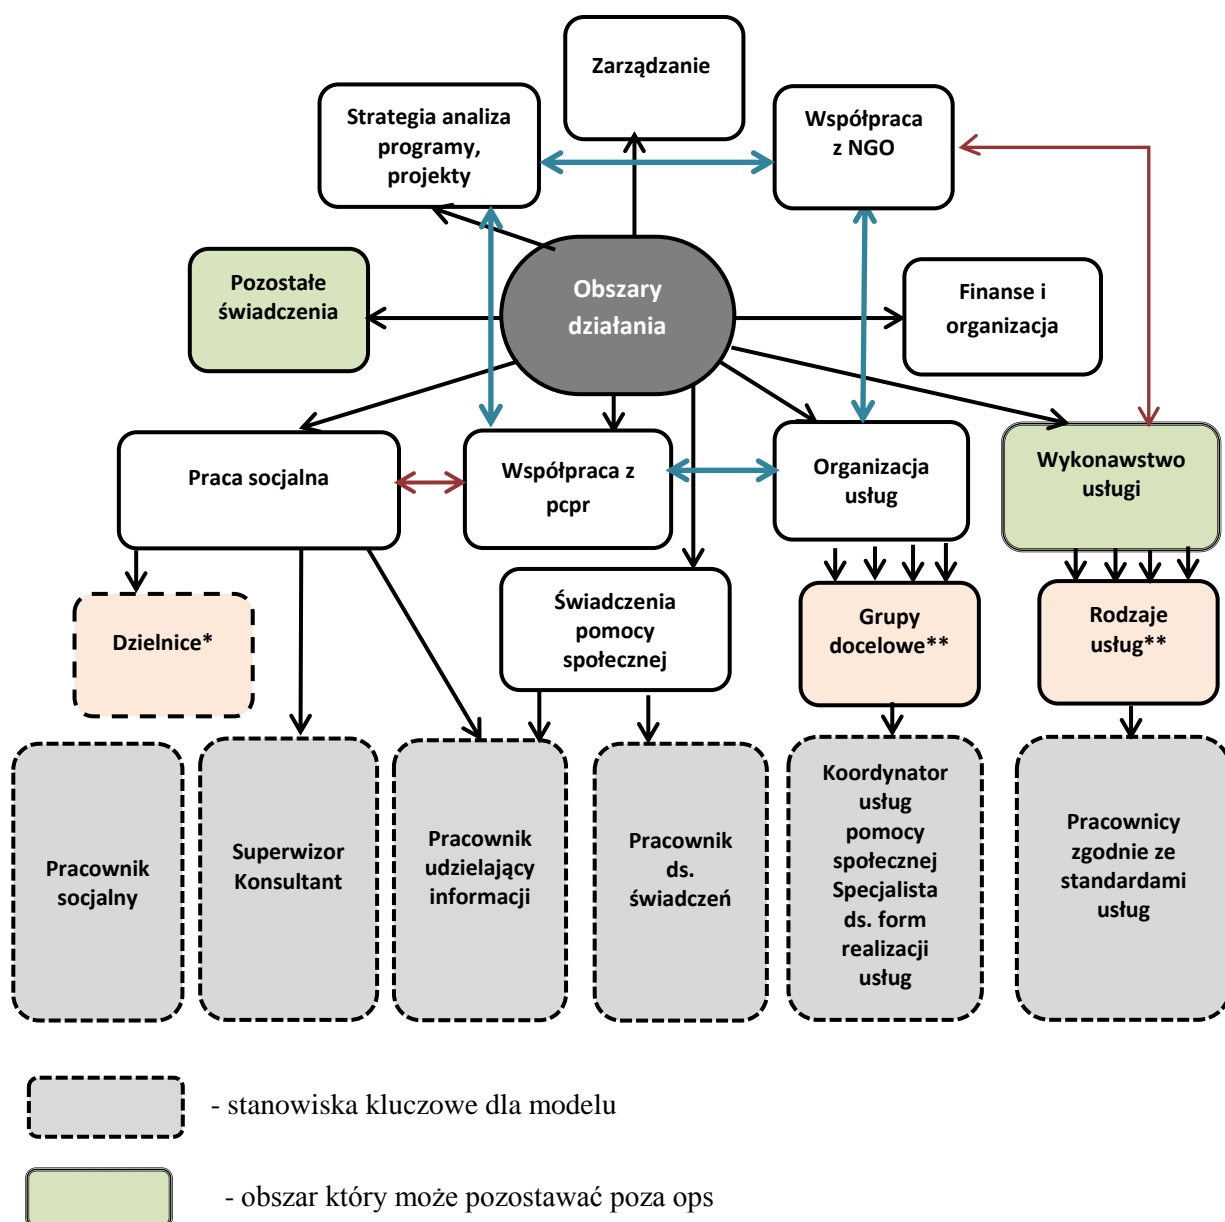 Zarządzanie
Strategia analiza
programy,
projekty
Współpraca
z NGO
Pozostałe
świadczenia
Obszary
działania
Finanse i
organizacja
Praca socjalna
Współpraca z
pcpr
Organizacja
usług
Wykonawstwo
usługi
Dzielnice*
Świadczenia
pomocy
społecznej
Grupy
docelowe**
Rodzaje
usług**
Pracownik
socjalny
Superwizor
Konsultant
Pracownik
udzielający
informacji
Pracownik
ds.
świadczeń
Koordynator
usług
pomocy
społecznej
Specjalista
ds. form
realizacji
usług
Pracownicy
zgodnie ze
standardami
usług
- stanowiska kluczowe dla modelu
- obszar który może pozostawać poza ops